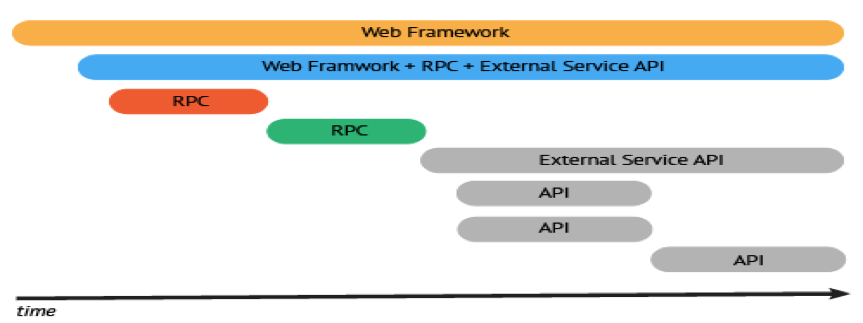 Web Framework
Web Framwork + RPC + External Service API
RPC
RPC
External Service API
API
API
API
time